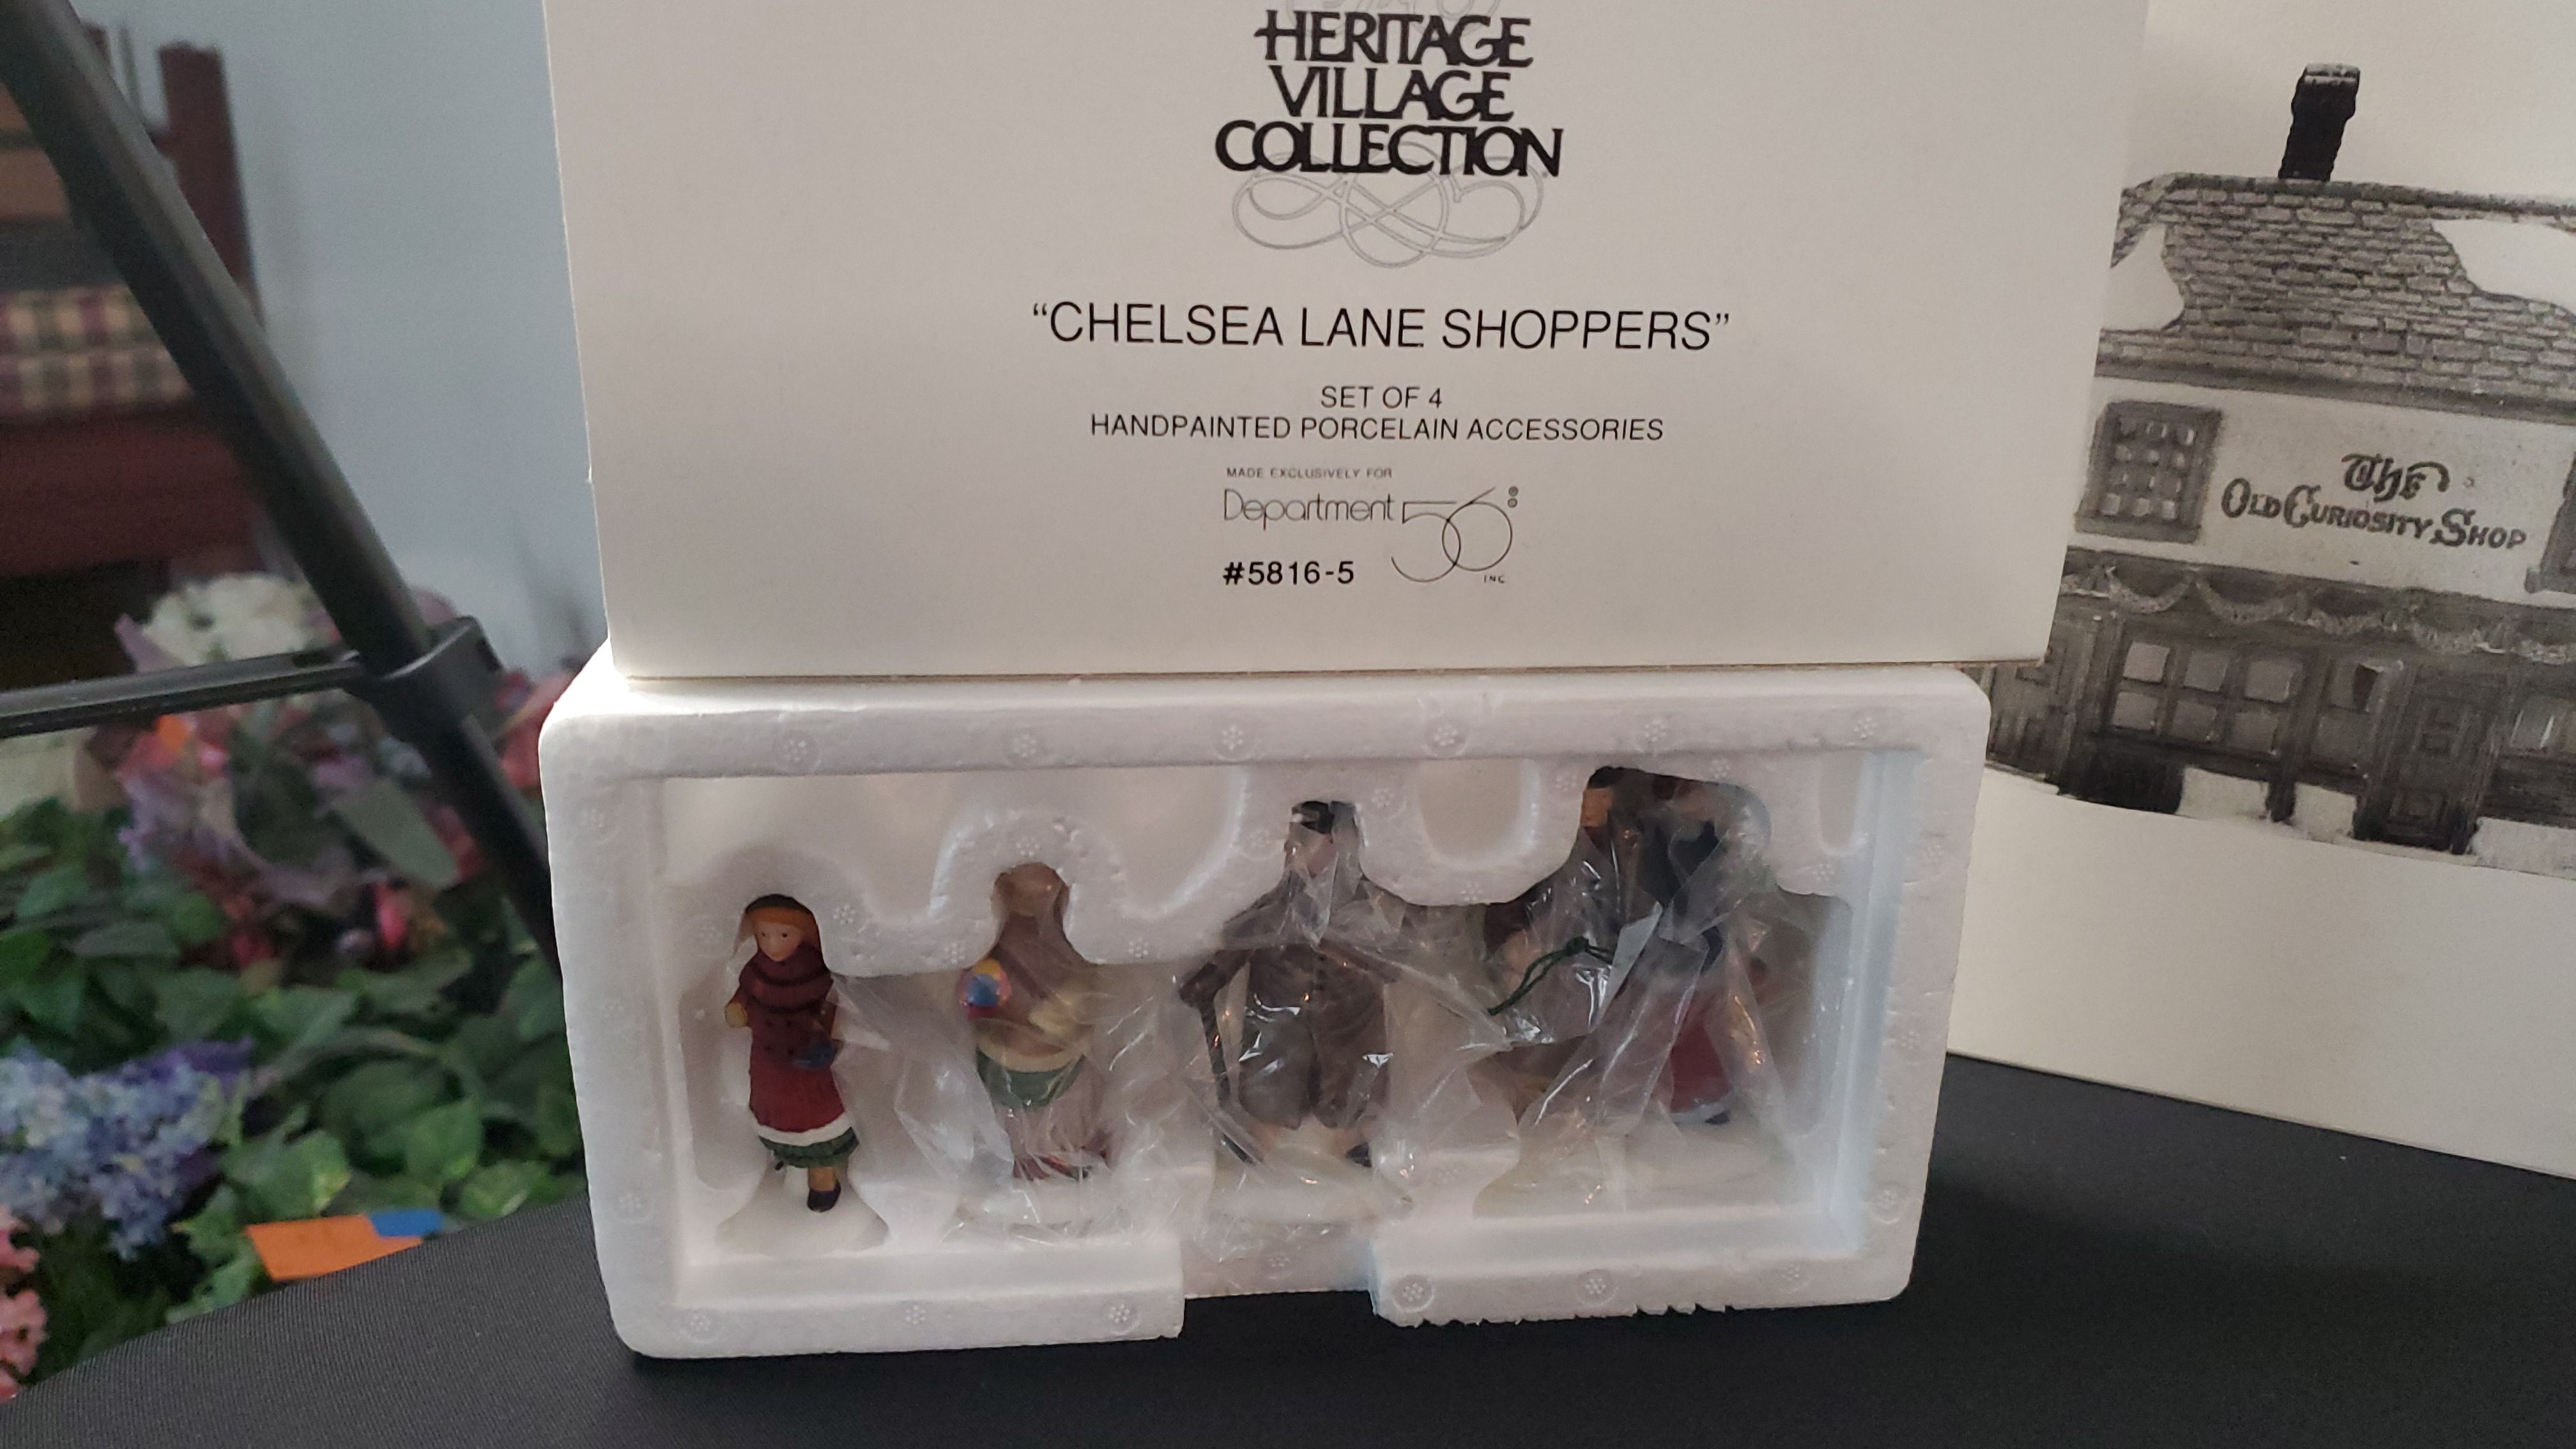 HERITAGE
VILLAGE
COLLECTION
“CHELSEA LANE SHOPPERS”
SET OF 4
HANDPAINTED PORCELAIN ACCESSORIES
MADE EXCLUSIVELY FOR
Department 56®
INC
#5816-5
The
OLD CURIOSITY SHOP